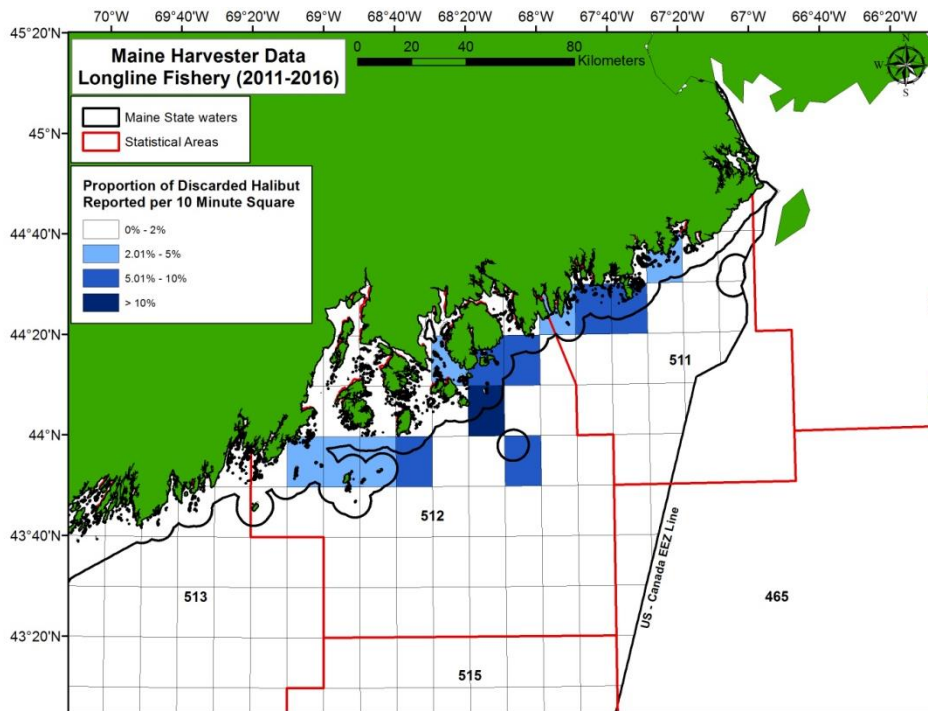 70°W 69°40'W 69°20'W 69°W 68°40'W 68°20'W 68°W 67°40'W 67°20'W 67°W 66°40'W 66°20'W
45°20'N
45°N
44°40'N
44°20'N
44°N
43°40'N
43°20'N
Maine Harvester Data
Longline Fishery (2011-2016)
0 20 40 80
Kilometers
N
W E
S
Maine State waters
Statistical Areas
Proportion of Discarded Halibut
Reported per 10 Minute Square
0% - 2%
2.01% - 5%
5.01% - 10%
> 10%
511
512
513
465
515
US - Canada EEZ Line